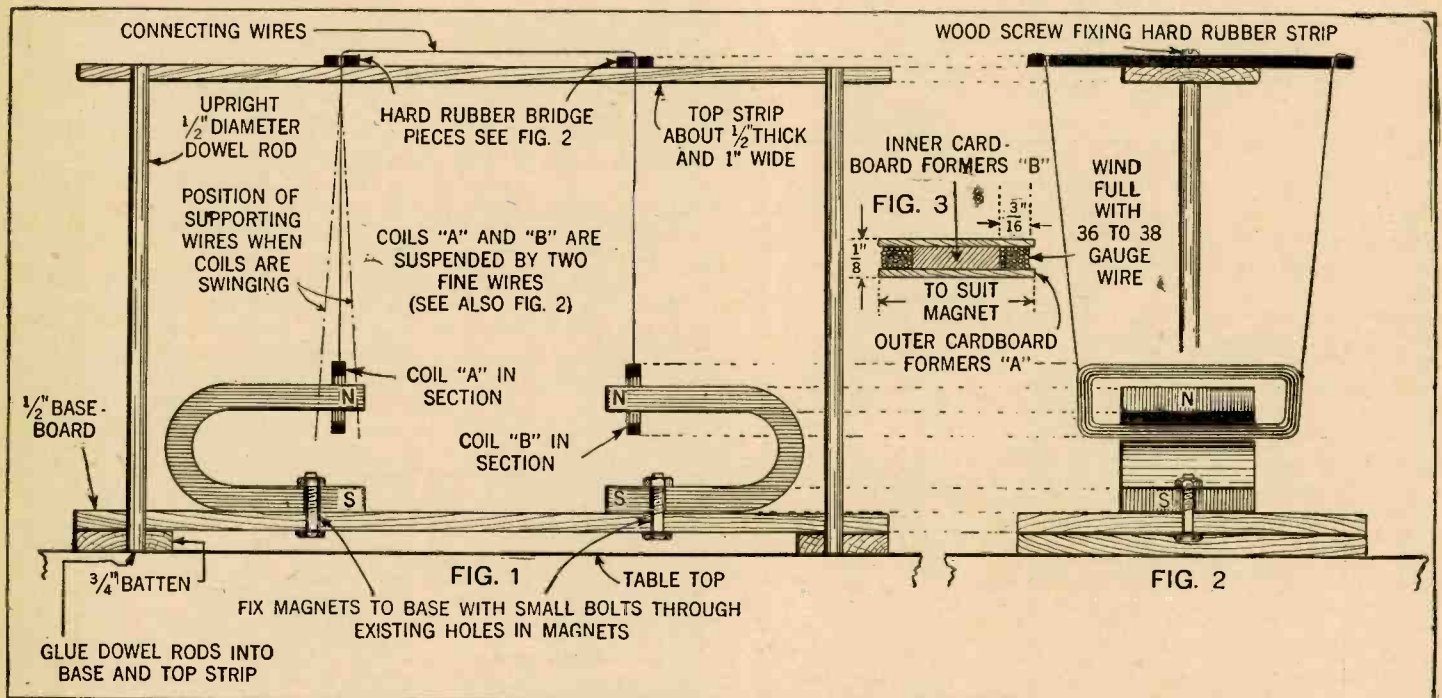 CONNECTING WIRES
WOOD SCREW FIXING HARD RUBBER STRIP
UPRIGHT
1/2" DIAMETER
DOWEL ROD
HARD RUBBER BRIDGE
PIECES SEE FIG. 2
TOP STRIP
ABOUT 1/2" THICK
AND 1" WIDE
POSITION OF
SUPPORTING
WIRES WHEN
COILS ARE
SWINGING
COILS "A" AND "B" ARE
SUSPENDED BY TWO
FINE WIRES
(SEE ALSO FIG. 2)
INNER CARD-
BOARD FORMERS "B"
FIG. 3
3/16"
1/8"
WIND
FULL
WITH
36 TO 38
GAUGE
WIRE
TO SUIT
MAGNET
OUTER CARDBOARD
FORMERS "A"
COIL "A" IN
SECTION
COIL "B" IN
SECTION
N
N
N
1/2" BASE-
BOARD
S
S
S
3/4" BATTEN
FIG. 1
TABLE TOP
FIG. 2
FIX MAGNETS TO BASE WITH SMALL BOLTS THROUGH
EXISTING HOLES IN MAGNETS
GLUE DOWEL RODS INTO
BASE AND TOP STRIP